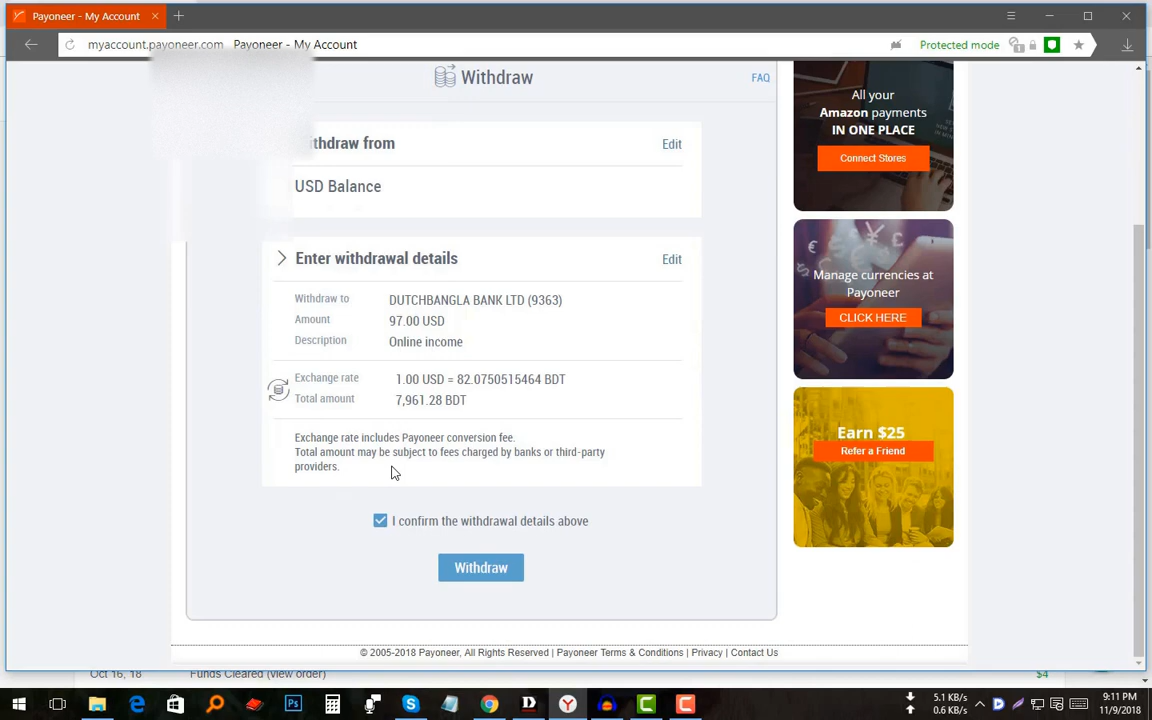 Payoneer - My Account
myacount.payoneer.com Payoneer - My Account
Protected mode
Withdraw
FAQ
thdraw from
Edit
USD Balance
Enter withdrawal details
Edit
Withdraw to DUTCHBANGLA BANK LTD (9363)
Amount 97.00 USD
Description Online income
Exchange rate 1.00 USD = 82.0750515464 BDT
Total amount 7,961.28 BDT
Exchange rate includes Payoneer conversion fee.
Total amount may be subject to fees charged by banks or third-party
providers.
I confirm the withdrawal details above
Withdraw
All your
Amazon payments
IN ONE PLACE
Connect Stores
Manage currencies at
Payoneer
CLICK HERE
Earn $25
Refer a Friend
© 2005-2018 Payoneer, All Rights Reserved | Payoneer Terms & Conditions | Privacy | Contact Us
Oct 16, 18 Funds Cleared (view order) $4
5.1 KB/s
0.6 KB/s
9:11 PM
11/9/2018